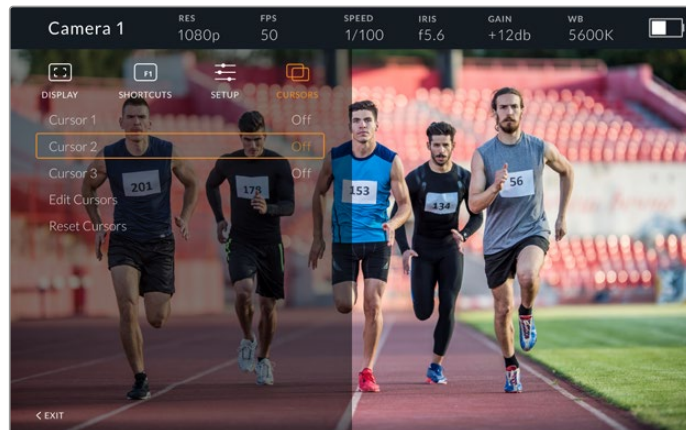 Camera 1
RES
1080p
FPS
50
SPEED
1/100
IRIS
f5.6
GAIN
+12db
WB
5600K
DISPLAY
F1
SHORTCUTS
SETUP
CURSORS
Cursor 1 Off
Cursor 2 Off
Cursor 3 Off
Edit Cursors
Reset Cursors
201
178
153
134
56
EXIT